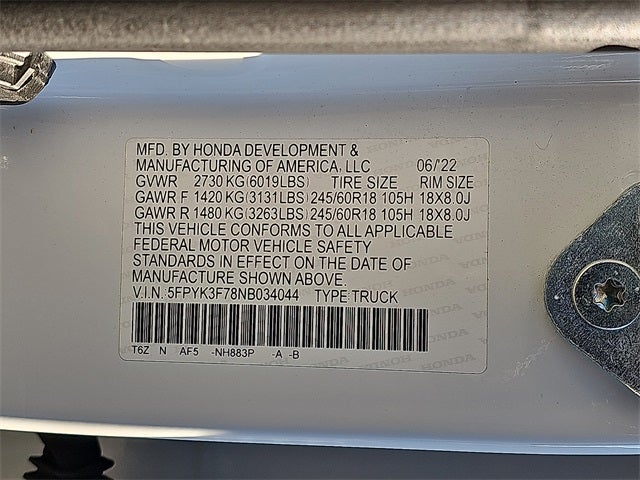 MFD. BY HONDA DEVELOPMENT &
MANUFACTURING OF AMERICA, LLC 06/'22
GVWR 2730 KG(6019LBS) TIRE SIZE RIM SIZE
GAWR F 1420 KG(3131LBS) 245/60R18 105H 18X8.0J
GAWR R 1480 KG(3263LBS) 245/60R18 105H 18X8.0J
THIS VEHICLE CONFORMS TO ALL APPLICABLE
FEDERAL MOTOR VEHICLE SAFETY
STANDARDS IN EFFECT ON THE DATE OF
MANUFACTURE SHOWN ABOVE.
V.I.N.:5FPYK3F78NB034044 TYPE:TRUCK
T6Z N AF5 -NH883P -A -B